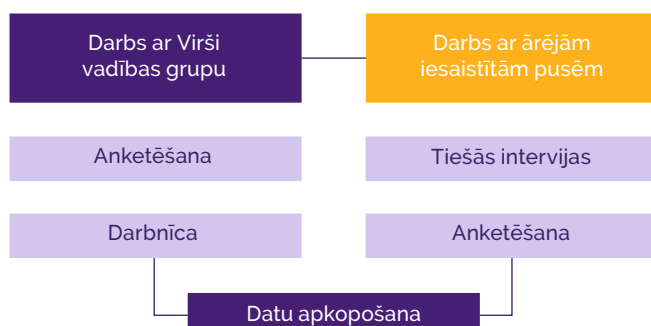 Darbs ar Virši
vadības grupu
Darbs ar ārējām
iesaistītām pusēm
Anketēšana
Tiešās intervijas
Darbnīca
Anketēšana
Datu apkopošana